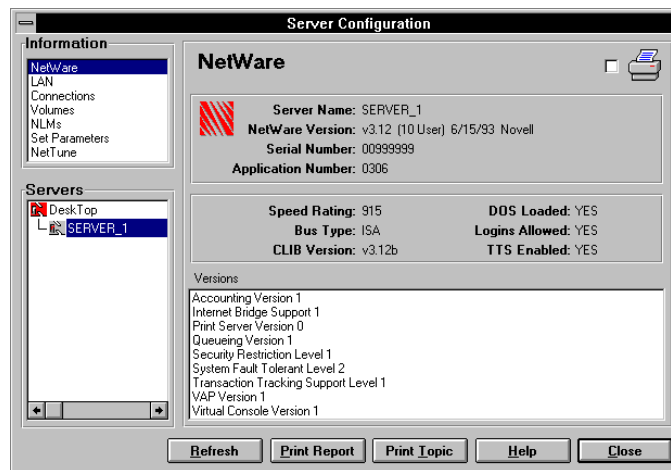 Server Configuration
Information
NetWare
LAN
Connections
Volumes
NLMs
Set Parameters
NetTune
Servers
DeskTop
SERVER_1
NetWare
Server Name: SERVER_1
NetWare Version: v3.12 (10 User) 6/15/93 Novell
Serial Number: 00999999
Application Number: 0306
Speed Rating: 915 DOS Loaded: YES
Bus Type: ISA Logins Allowed: YES
CLIB Version: v3.12b TTS Enabled: YES
Versions
Accounting Version 1
Internet Bridge Support 1
Print Server Version 0
Queueing Version 1
Security Restriction Level 1
System Fault Tolerant Level 2
Transaction Tracking Support Level 1
VAP Version 1
Virtual Console Version 1
Refresh Print Report Print Topic Help Close